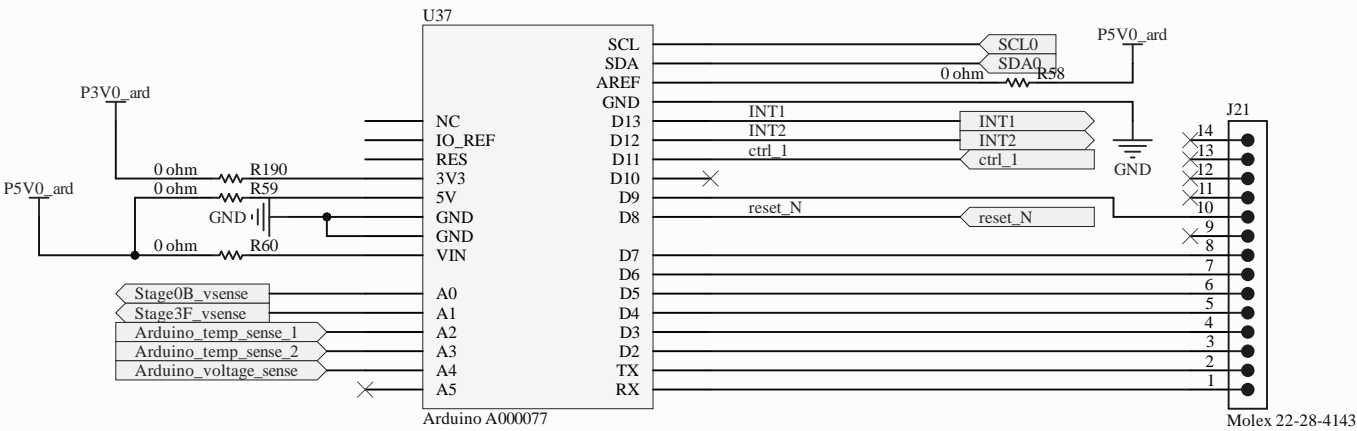 U37
SCL
SCL0
P5V0_ard
SDA
SDA0
AREF
0 ohm
R58
P3V0_ard
GND
J21
NC
D13
INT1
INT1
14
IO_REF
D12
INT2
INT2
13
RES
D11
ctrl_1
ctrl_1
GND
12
0 ohm
R190
3V3
D10
11
P5V0_ard
0 ohm
R59
5V
D9
10
GND
GND
D8
reset_N
reset_N
9
GND
0 ohm
R60
VIN
D7
8
D6
7
Stage0B_vsense
A0
D5
6
Stage3F_vsense
A1
D4
5
Arduino_temp_sense_1
A2
D3
4
Arduino_temp_sense_2
A3
D2
3
Arduino_voltage_sense
A4
TX
2
A5
RX
1
Arduino A000077
Molex 22-28-4143